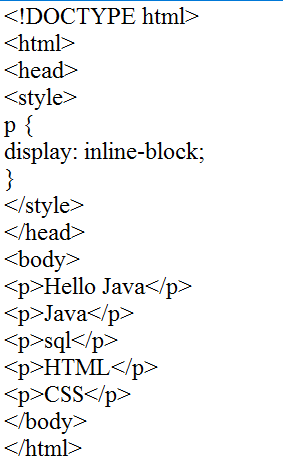 <!DOCTYPE html>
<html>
<head>
<style>
p {
display: inline-block;
}
</style>
</head>
<body>
<p>Hello Java</p>
<p>Java</p>
<p>sql</p>
<p>HTML</p>
<p>CSS</p>
</body>
</html>